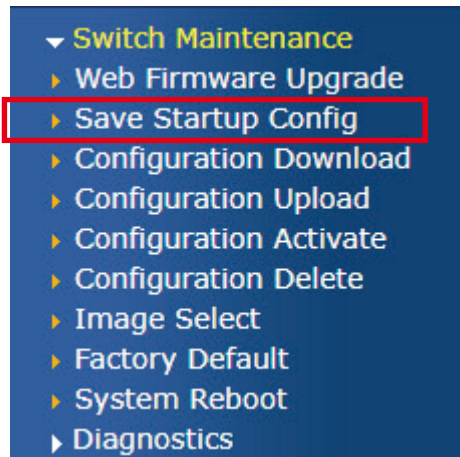 Switch Maintenance
Web Firmware Upgrade
Save Startup Config
Configuration Download
Configuration Upload
Configuration Activate
Configuration Delete
Image Select
Factory Default
System Reboot
Diagnostics